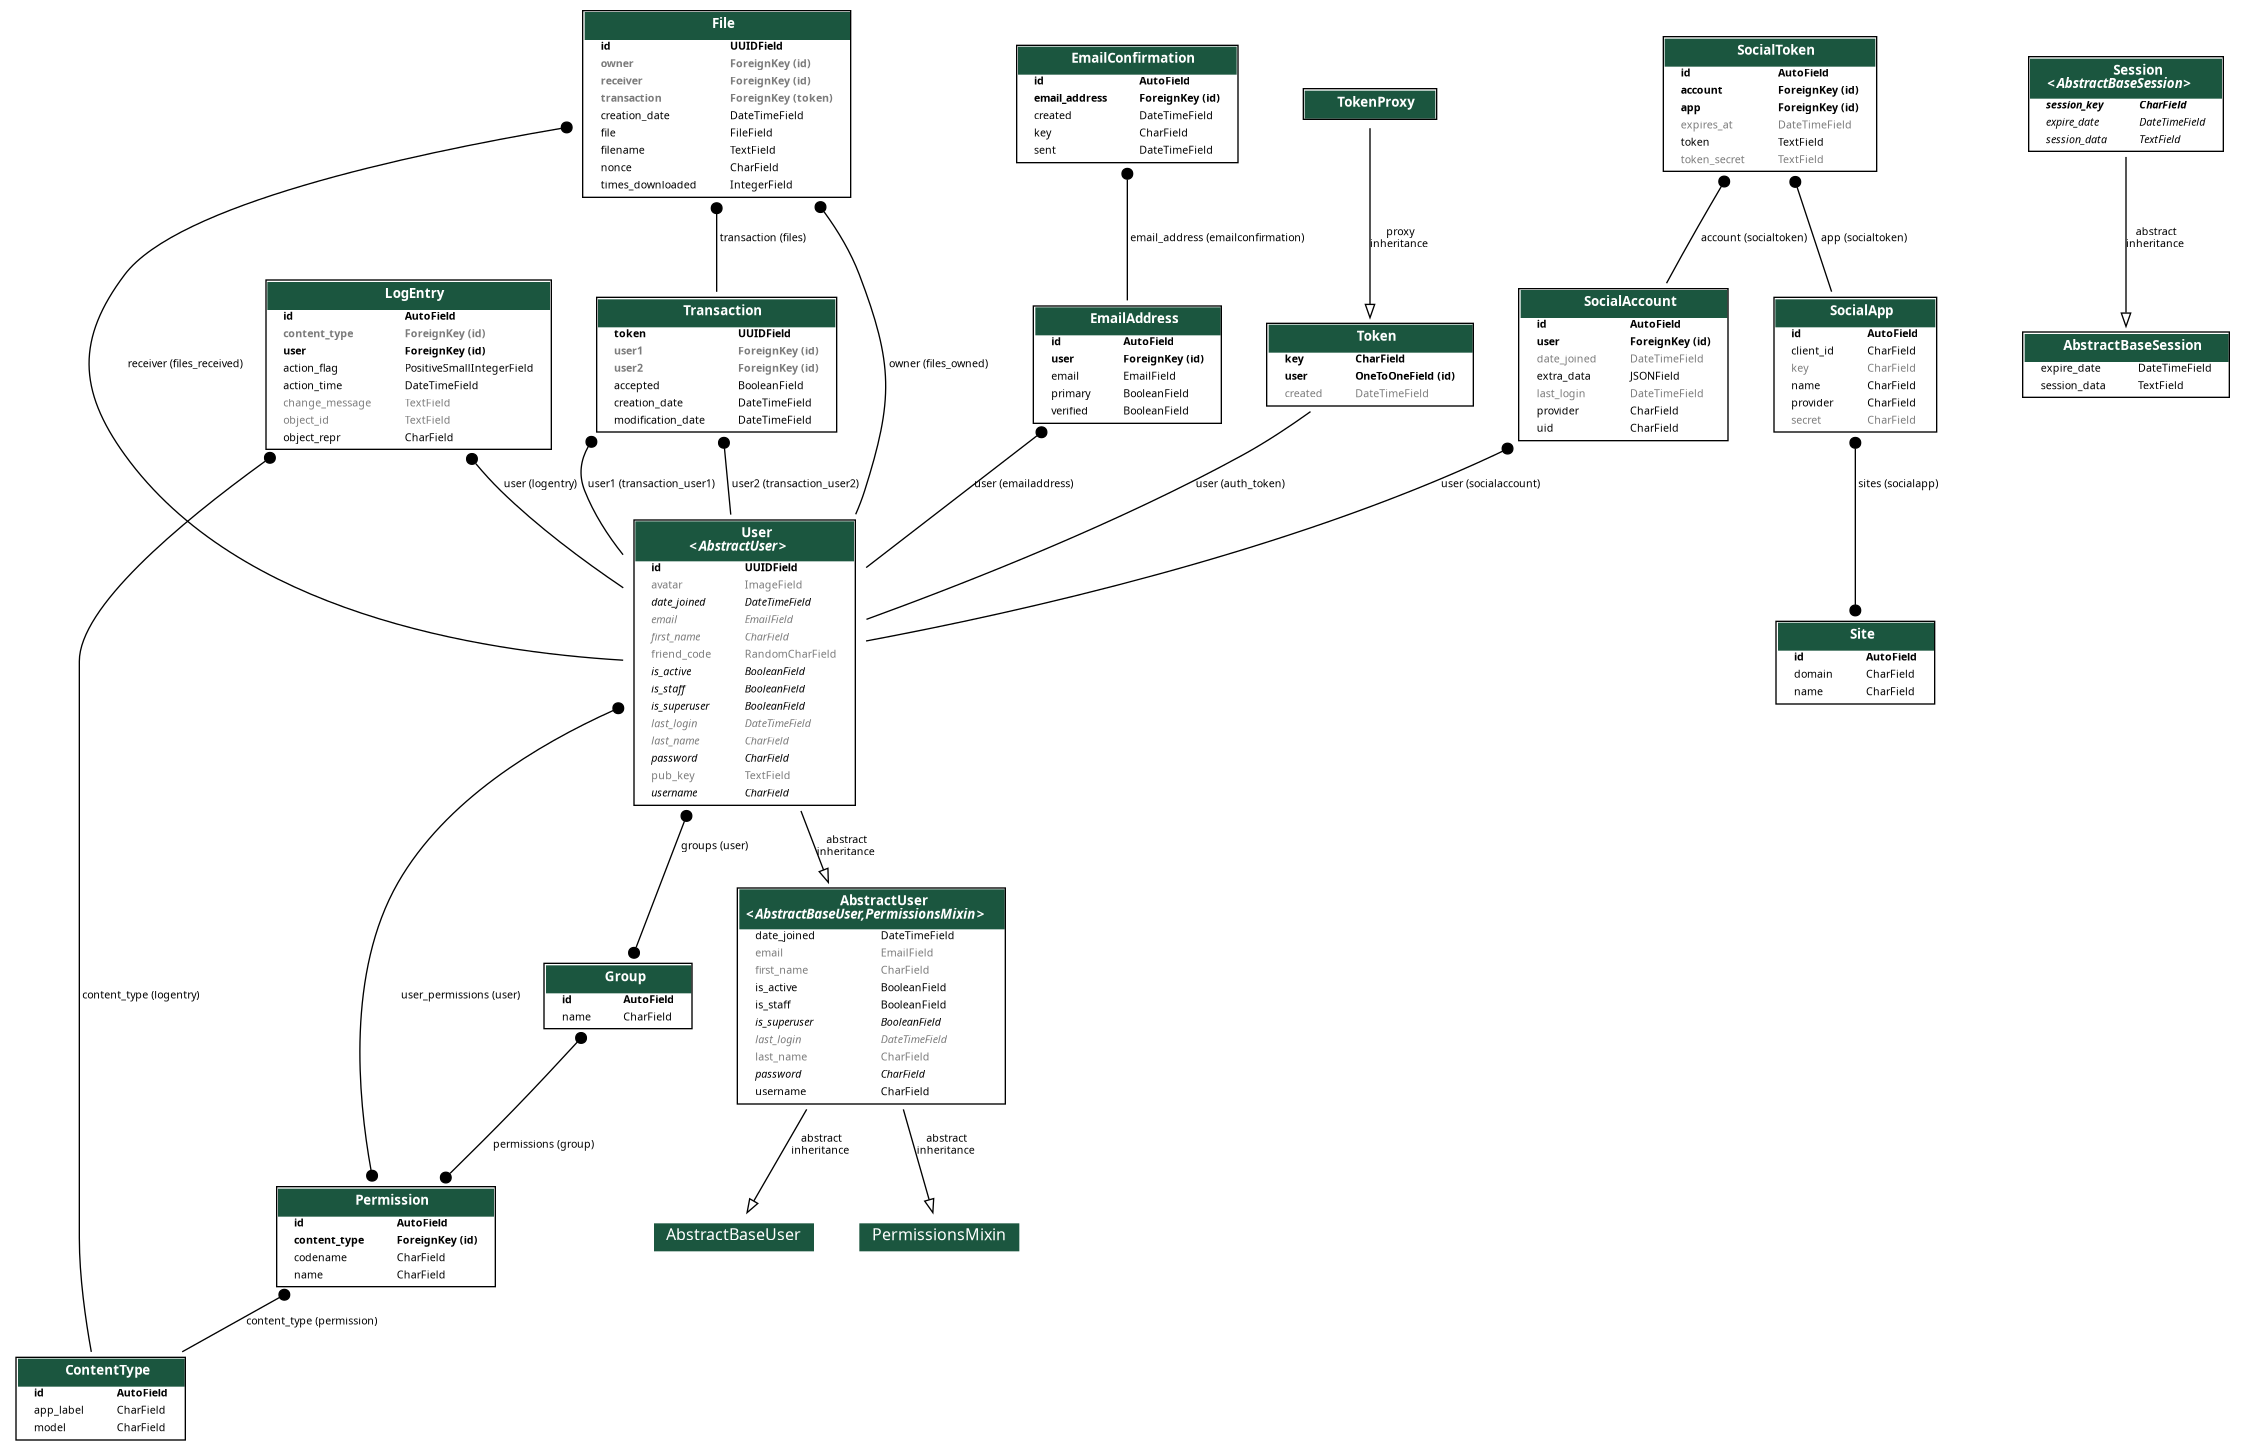 File
id UUIDField
owner ForeignKey (id)
receiver ForeignKey (id)
transaction ForeignKey (token)
creation_date DateTimeField
file FileField
filename TextField
nonce CharField
times_downloaded IntegerField
EmailConfirmation
id AutoField
email_address ForeignKey (id)
created DateTimeField
key CharField
sent DateTimeField
TokenProxy
SocialToken
id AutoField
account ForeignKey (id)
app ForeignKey (id)
expires_at DateTimeField
token TextField
token_secret TextField
Session
< AbstractBaseSession >
session_key CharField
expire_date DateTimeField
session_data TextField
transaction (files)
email_address (emailconfirmation)
proxy
inheritance
account (socialtoken)
app (socialtoken)
abstract
inheritance
receiver (files_received)
LogEntry
id AutoField
content_type ForeignKey (id)
user ForeignKey (id)
action_flag PositiveSmallIntegerField
action_time DateTimeField
change_message TextField
object_id TextField
object_repr CharField
Transaction
token UUIDField
user1 ForeignKey (id)
user2 ForeignKey (id)
accepted BooleanField
creation_date DateTimeField
modification_date DateTimeField
owner (files_owned)
EmailAddress
id AutoField
user ForeignKey (id)
email EmailField
primary BooleanField
verified BooleanField
Token
key CharField
user OneToOneField (id)
created DateTimeField
SocialAccount
id AutoField
user ForeignKey (id)
date_joined DateTimeField
extra_data JSONField
last_login DateTimeField
provider CharField
uid CharField
SocialApp
id AutoField
client_id CharField
key CharField
name CharField
provider CharField
secret CharField
AbstractBaseSession
expire_date DateTimeField
session_data TextField
user (logentry)
user1 (transaction_user1)
user2 (transaction_user2)
user (emailaddress)
user (auth_token)
user (socialaccount)
sites (socialapp)
User
< AbstractUser >
id UUIDField
avatar ImageField
date_joined DateTimeField
email EmailField
first_name CharField
friend_code RandomCharField
is_active BooleanField
is_staff BooleanField
is_superuser BooleanField
last_login DateTimeField
last_name CharField
password CharField
pub_key TextField
username CharField
Site
id AutoField
domain CharField
name CharField
groups (user)
abstract
inheritance
content_type (logentry)
user_permissions (user)
Group
id AutoField
name CharField
AbstractUser
< AbstractBaseUser,PermissionsMixin >
date_joined DateTimeField
email EmailField
first_name CharField
is_active BooleanField
is_staff BooleanField
is_superuser BooleanField
last_login DateTimeField
last_name CharField
password CharField
username CharField
permissions (group)
abstract
inheritance
abstract
inheritance
Permission
id AutoField
content_type ForeignKey (id)
codename CharField
name CharField
AbstractBaseUser
PermissionsMixin
content_type (permission)
ContentType
id AutoField
app_label CharField
model CharField